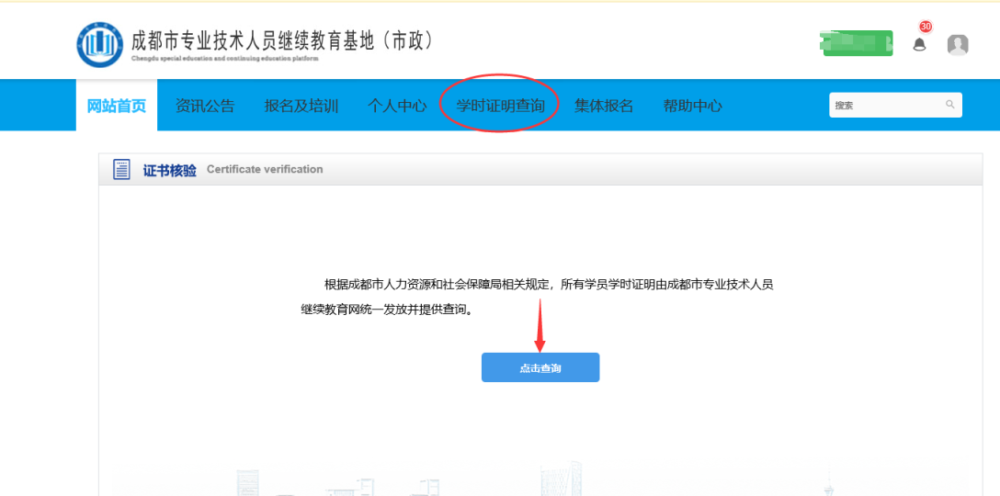 成都市专业技术人员继续教育基地（市政）
Chengdu special education and continuing education platform
30
网站首页 资讯公告 报名及培训 个人中心 学时证明查询 集体报名 帮助中心 搜索
证书核验 Certificate verification
根据成都市人力资源和社会保障局相关规定，所有学员学时证明由成都市专业技术人员
继续教育网统一发放并提供查询。
点击查询